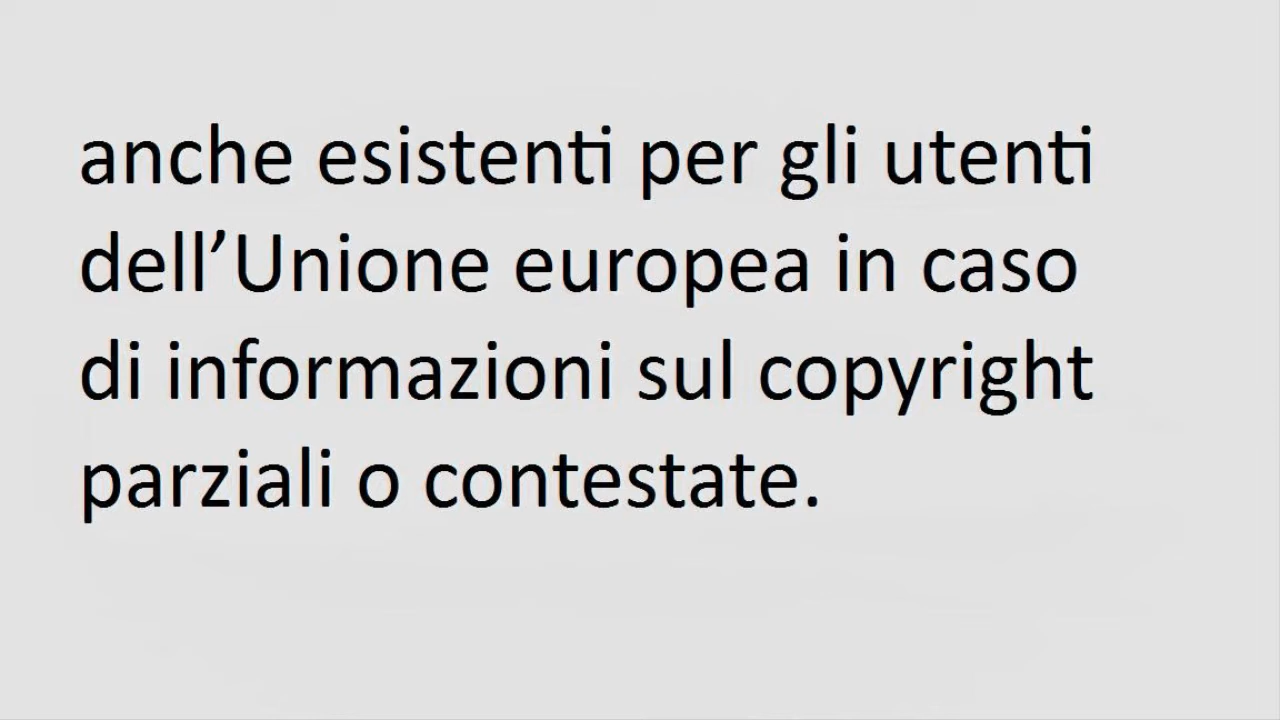 anche esistenti per gli utenti
dell’Unione europea in caso
di informazioni sul copyright
parziali o contestate.